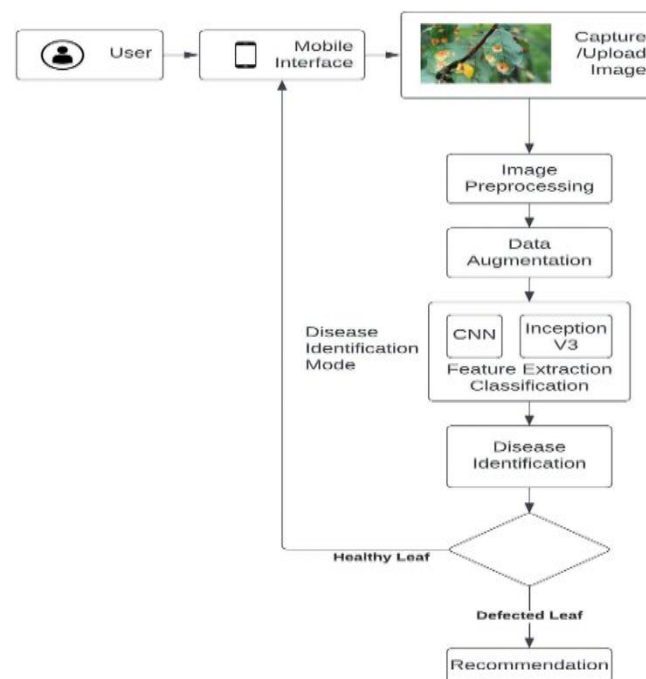 User
Mobile
Interface
Capture
/Upload
Image
Image
Preprocessing
Data
Augmentation
CNN
Inception
V3
Feature Extraction
Classification
Disease
Identification
Mode
Disease
Identification
Healthy Leaf
Defected Leaf
Recommendation